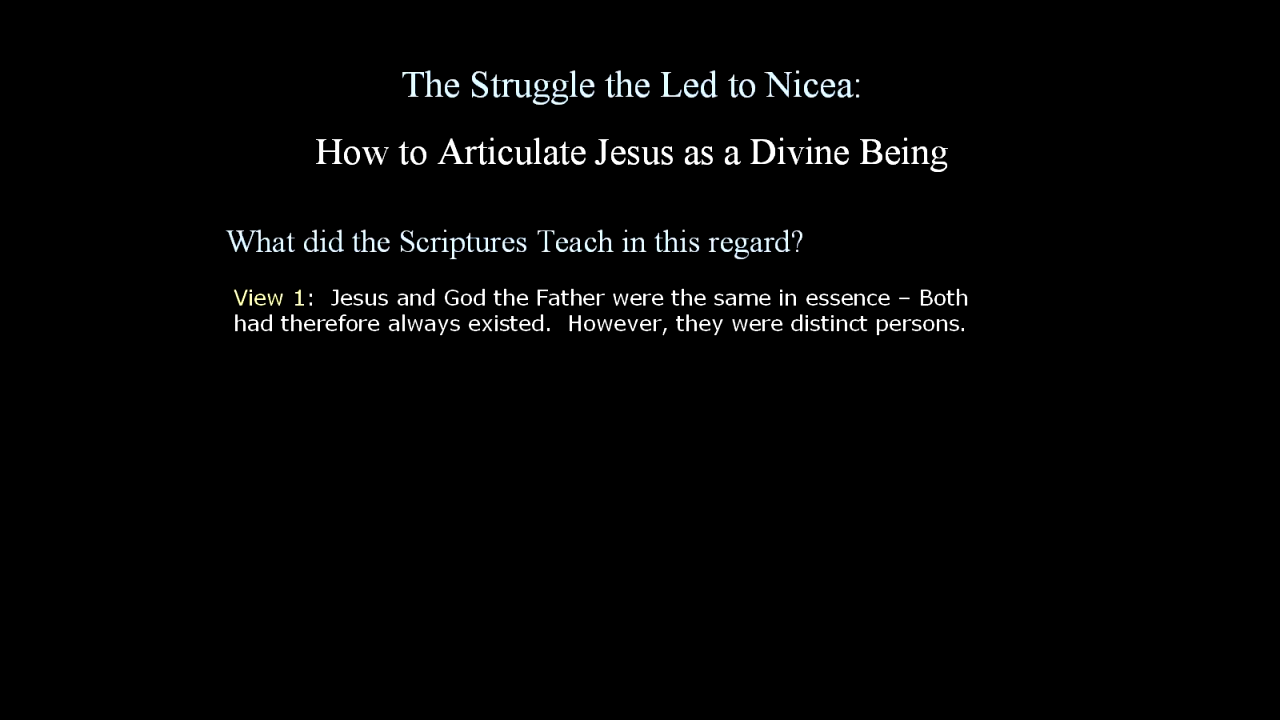 The Struggle the Led to Nicea:
How to Articulate Jesus as a Divine Being
What did the Scriptures Teach in this regard?
View 1:  Jesus and God the Father were the same in essence – Both
had therefore always existed.  However, they were distinct persons.